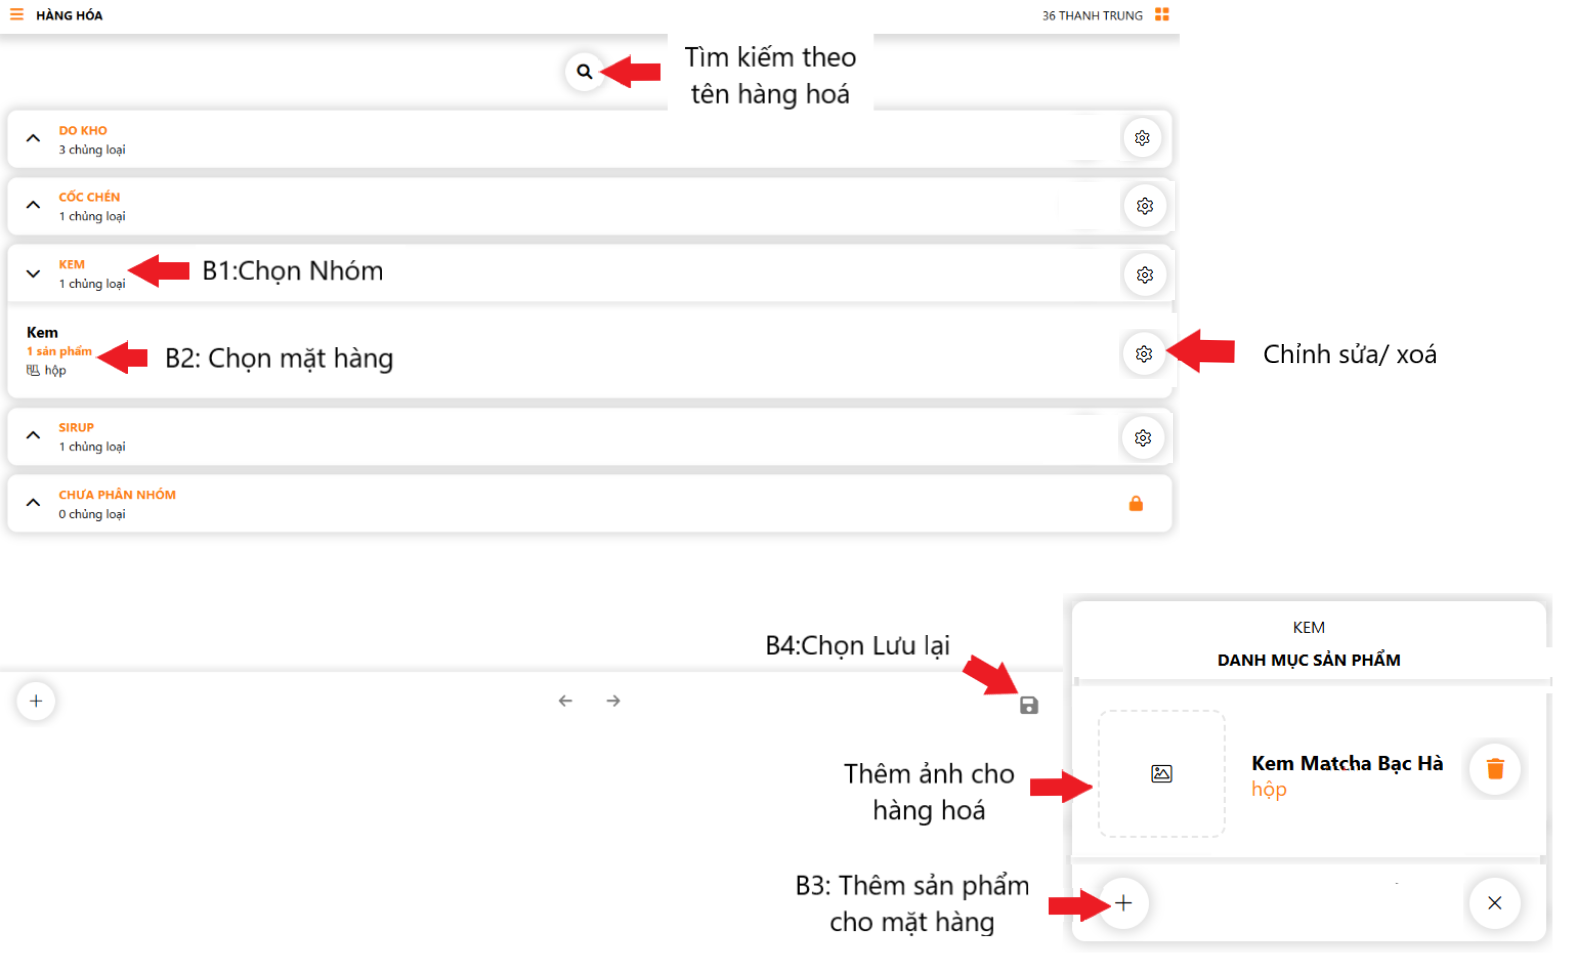 HÀNG HÓA
36 THANH TRUNG
Tìm kiếm theo
tên hàng hoá
DO KHO
3 chủng loại
CỐC CHÉN
1 chủng loại
KEM
1 chủng loại
B1:Chọn Nhóm
Kem
1 sản phẩm
hộp
B2: Chọn mặt hàng
Chỉnh sửa/ xoá
SIRUP
1 chủng loại
CHƯA PHÂN NHÓM
0 chủng loại
B4:Chọn Lưu lại
KEM
DANH MỤC SẢN PHẨM
Thêm ảnh cho
hàng hoá
Kem Matcha Bạc Hà
hộp
B3: Thêm sản phẩm
cho mặt hàng